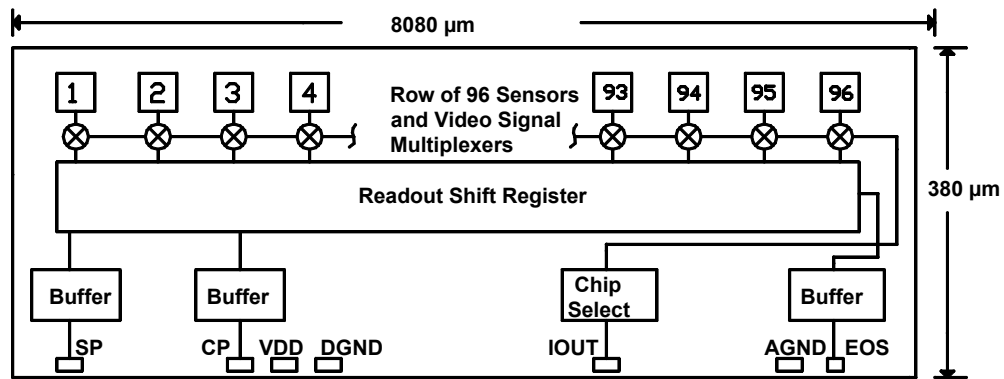 8080 µm
1 2 3 4
Row of 96 Sensors
and Video Signal
Multiplexers
93 94 95 96
Readout Shift Register
380 µm
Buffer
Buffer
Chip
Select
Buffer
SP
CP
VDD
DGND
IOUT
AGND
EOS